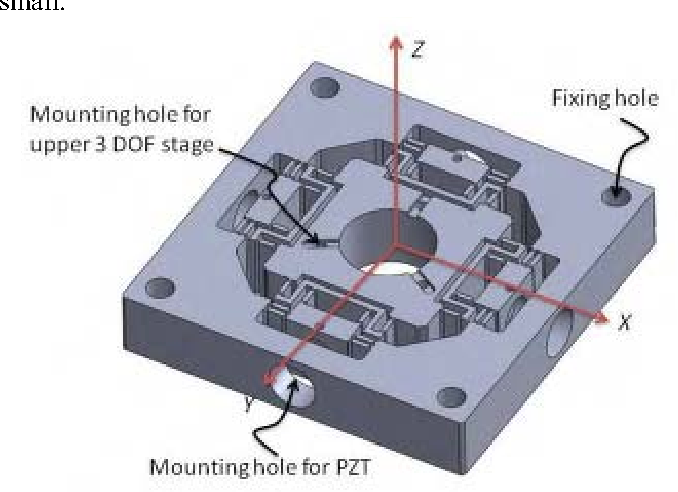 small.
Z
Mounting hole for
upper 3 DOF stage
Fixing hole
X
Y
Mounting hole for PZT